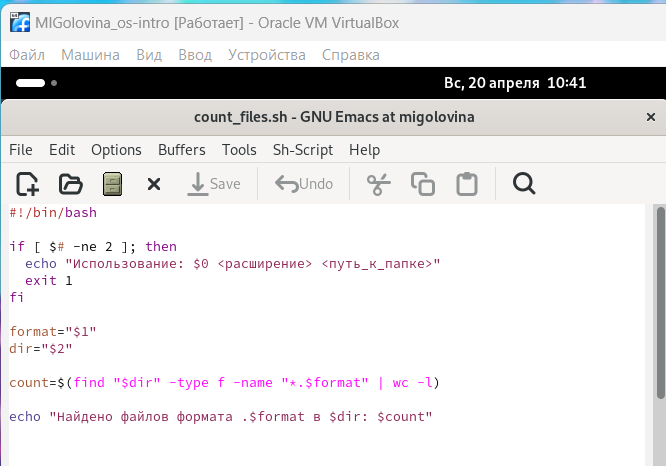 MIGolovina_os-intro [Работает] - Oracle VM VirtualBox
Файл Машина Вид Ввод Устройства Справка
Вс, 20 апреля 10:41
count_files.sh - GNU Emacs at migolovina
File Edit Options Buffers Tools Sh-Script Help
Save Undo
#!/bin/bash
if [ $# -ne 2 ]; then
  echo "Использование: $0 <расширение> <путь_к_папке>"
  exit 1
fi
format="$1"
dir="$2"
count=$(find "$dir" -type f -name "*.$format" | wc -l)
echo "Найдено файлов формата .$format в $dir: $count"